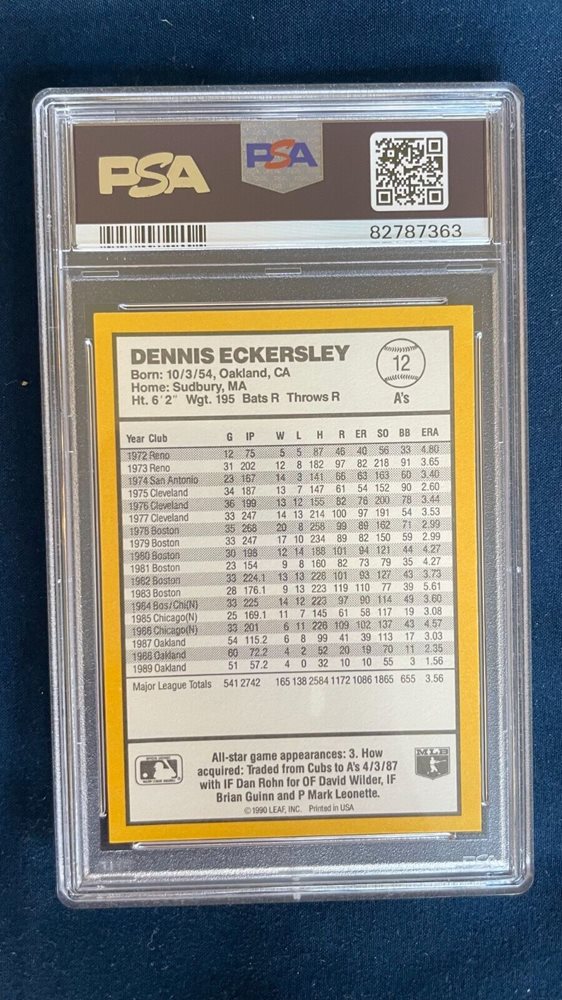 PSA
PSA
82787363
DENNIS ECKERSLEY
Born: 10/3/54, Oakland, CA
Home: Sudbury, MA
Ht. 6'2" Wgt. 195 Bats R Throws R
12
A's
Year Club G IP W L H R ER SO BB ERA
1972 Reno 12 75 5 5 87 46 40 56 33 4.80
1973 Reno 31 202 12 8 182 97 82 218 91 3.65
1974 San Antonio 23 167 14 3 141 66 63 163 60 3.40
1975 Cleveland 34 187 13 7 147 61 54 152 90 2.60
1976 Cleveland 36 199 13 12 155 82 76 200 78 3.44
1977 Cleveland 33 247 14 13 214 100 97 191 54 3.53
1978 Boston 35 268 20 8 258 99 89 162 71 2.99
1979 Boston 33 247 17 10 234 89 82 150 59 2.99
1980 Boston 30 198 12 14 188 101 94 121 44 4.27
1981 Boston 23 154 9 8 160 82 73 79 35 4.27
1982 Boston 33 224.1 13 13 228 101 93 127 43 3.73
1983 Boston 28 176.1 9 13 223 119 110 77 39 5.61
1984 Bos/Chi(N) 33 225 14 12 223 97 90 114 49 3.60
1985 Chicago(N) 25 169.1 11 7 145 61 58 117 19 3.08
1986 Chicago(N) 33 201 6 11 226 109 102 137 43 4.57
1987 Oakland 54 115.2 6 8 99 41 39 113 17 3.03
1988 Oakland 60 72.2 4 2 52 20 19 70 11 2.35
1989 Oakland 51 57.2 4 0 32 10 10 55 3 1.56
Major League Totals 541 2742 165 138 2584 1172 1086 1865 655 3.56
All-star game appearances: 3. How
acquired: Traded from Cubs to A's 4/3/87
with IF Dan Rohn for OF David Wilder, IF
Brian Guinn and P Mark Leonette.
© 1990 LEAF, INC. Printed in USA
MLB
PSA